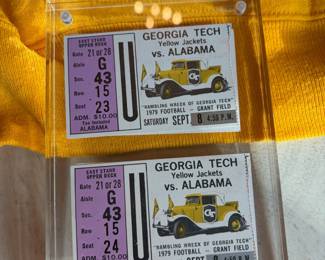 EAST STAND
UPPER DECK
Gate 21 or 28
Aisle G
Sec. 43
Row 15
Seat 23
ADM. $10.00
Tax Included
ALABAMA
U
GEORGIA TECH
Yellow Jackets
vs. ALABAMA
GT
"RAMBLING WRECK OF GEORGIA TECH"
1979 FOOTBALL - GRANT FIELD
SATURDAY SEPT. 8 4:50 P.M.
EAST STAND
UPPER DECK
Gate 21 or 28
Aisle G
Sec. 43
Row 15
Seat 24
ADM. $10.00
U
GEORGIA TECH
Yellow Jackets
vs. ALABAMA
GT
"RAMBLING WRECK OF GEORGIA TECH"
1979 FOOTBALL - GRANT FIELD